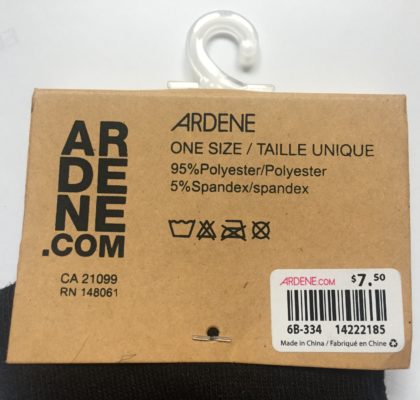 AR
DE
NE
.COM
CA 21099
RN 148061
ARDENE
ONE SIZE / TAILLE UNIQUE
95%Polyester/Polyester
5%Spandex/spandex
ARDENE.COM $7.50
6B-334 14222185
Made in China / Fabriqué en Chine